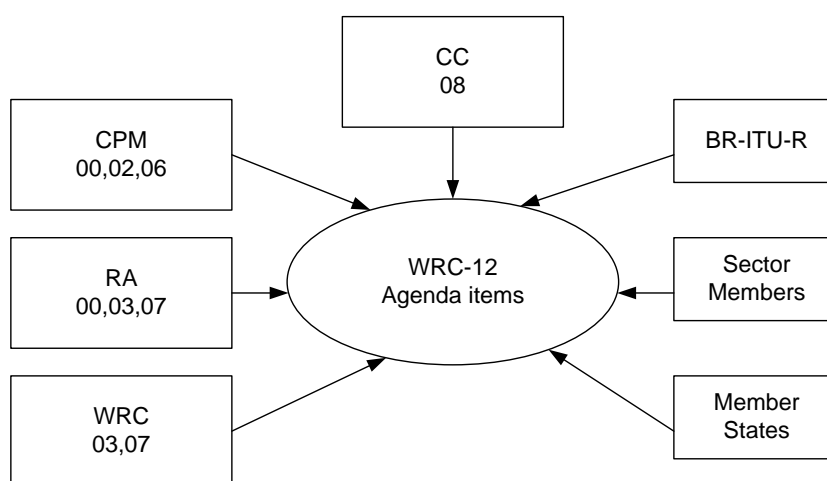 CC
08
CPM
00,02,06
BR-ITU-R
RA
00,03,07
WRC-12
Agenda items
Sector
Members
WRC
03,07
Member
States